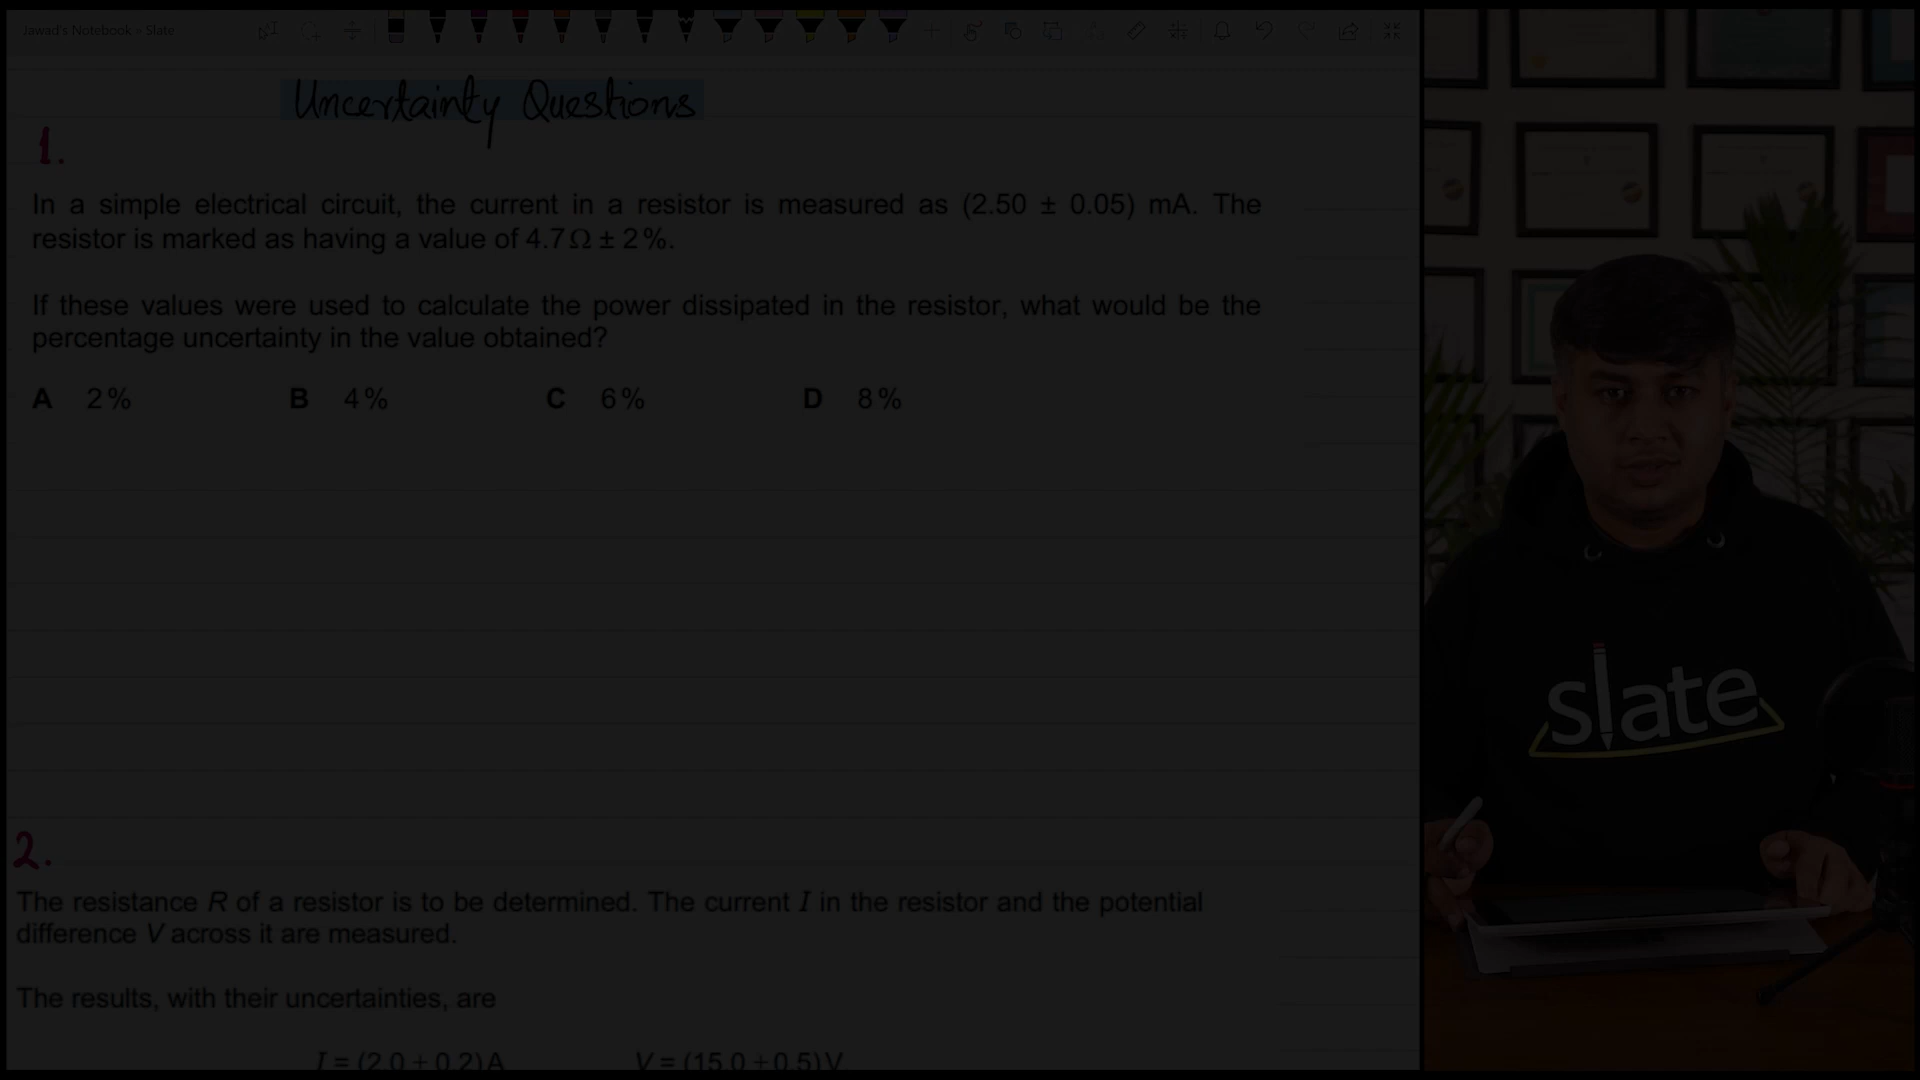 Jawad's Notebook > Slate
Uncertainty Questions
1.
In a simple electrical circuit, the current in a resistor is measured as (2.50 ± 0.05) mA. The
resistor is marked as having a value of 4.7 Ω ± 2 %.
If these values were used to calculate the power dissipated in the resistor, what would be the
percentage uncertainty in the value obtained?
A 2 % B 4 % C 6 % D 8 %
2.
The resistance R of a resistor is to be determined. The current I in the resistor and the potential
difference V across it are measured.
The results, with their uncertainties, are
I = (2.0 ± 0.2) A V = (15.0 ± 0.5) V
slate